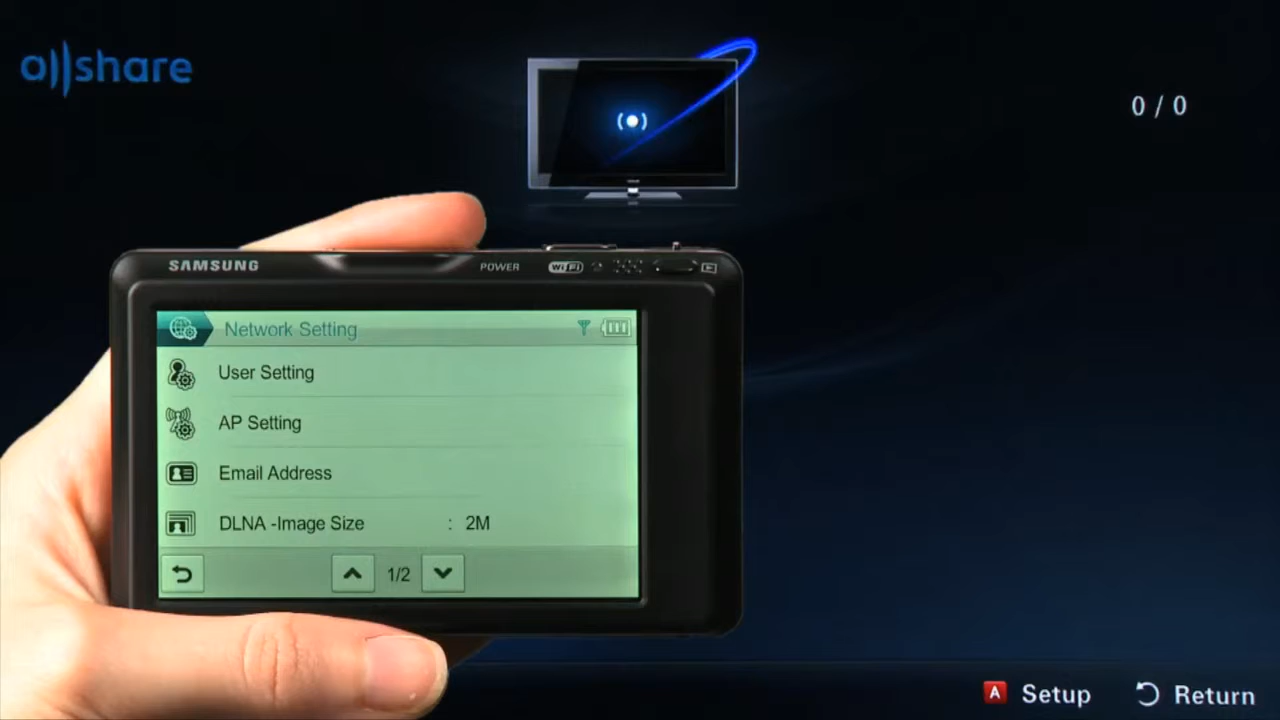 allshare
0 / 0
SAMSUNG
POWER
WiFi
Network Setting
User Setting
AP Setting
Email Address
DLNA -Image Size : 2M
1/2
A Setup Return